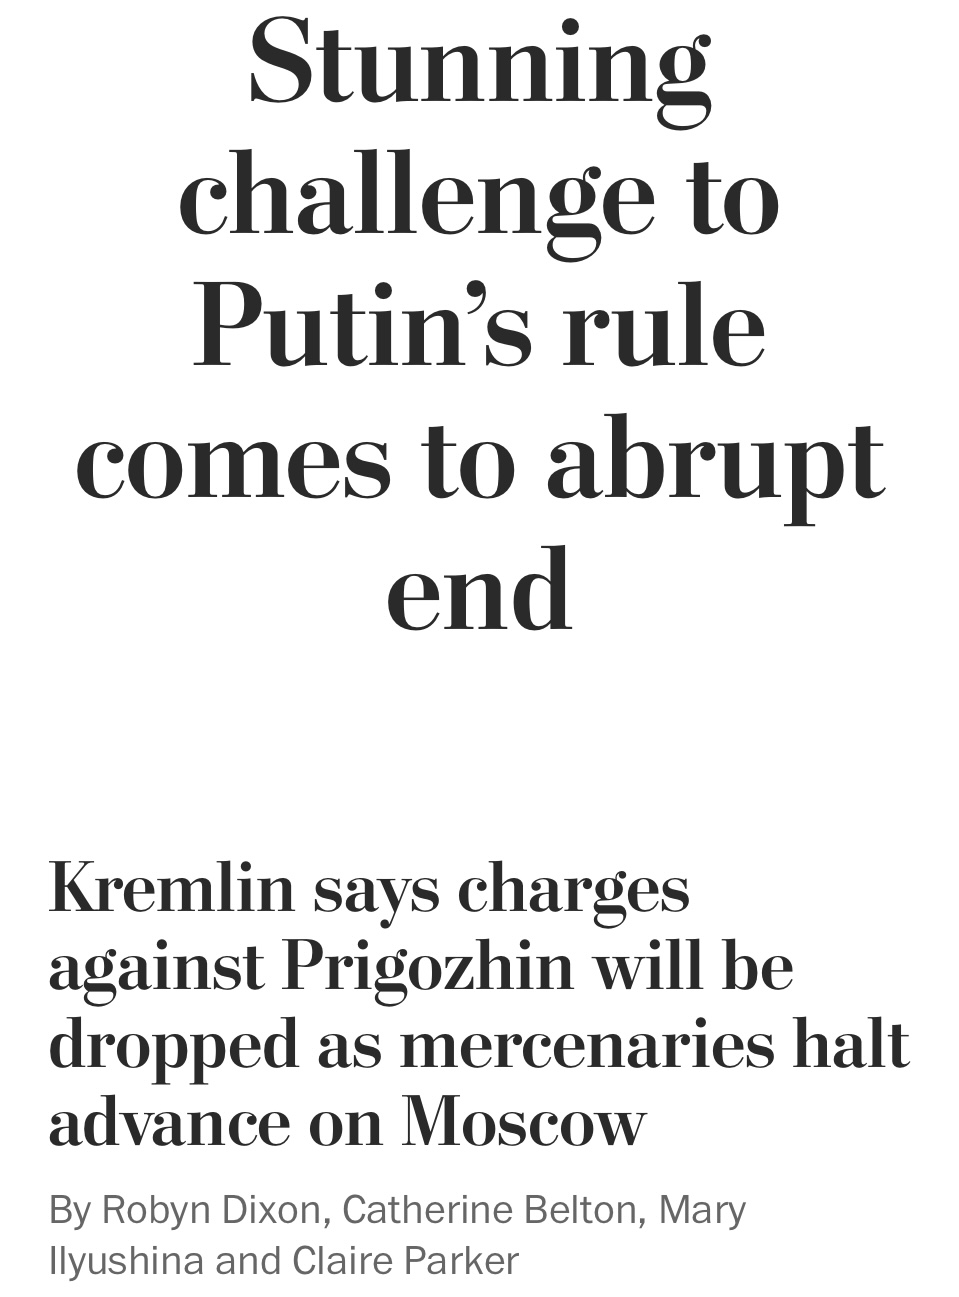 Stunning
challenge to
Putin’s rule
comes to abrupt
end
Kremlin says charges
against Prigozhin will be
dropped as mercenaries halt
advance on Moscow
By Robyn Dixon, Catherine Belton, Mary
Ilyushina and Claire Parker